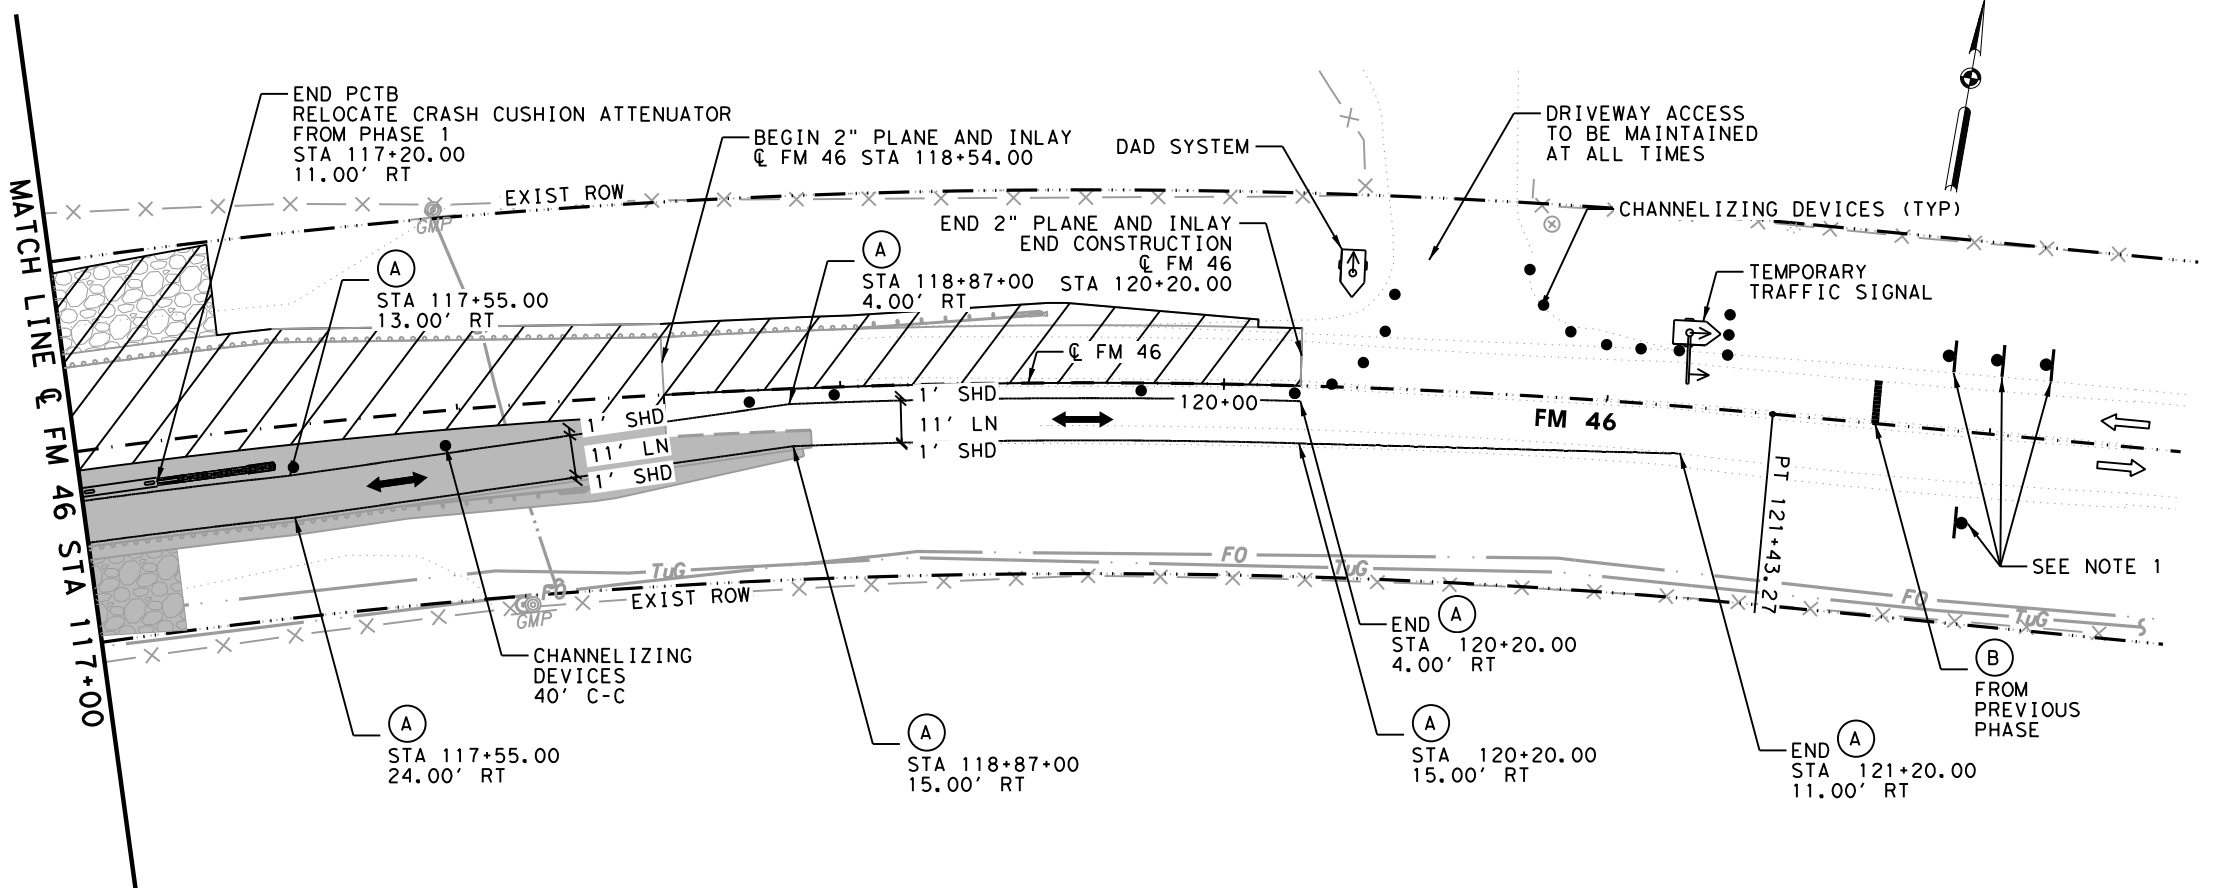 END PCTB
RELOCATE CRASH CUSHION ATTENUATOR
FROM PHASE 1
STA 117+20.00
11.00' RT
BEGIN 2" PLANE AND INLAY
℄ FM 46 STA 118+54.00
DAD SYSTEM
DRIVEWAY ACCESS
TO BE MAINTAINED
AT ALL TIMES
MATCH LINE ℄ FM 46 STA 117+00
EXIST ROW
GMP
CHANNELIZING DEVICES (TYP)
END 2" PLANE AND INLAY
END CONSTRUCTION
℄ FM 46
STA 120+20.00
A
STA 117+55.00
13.00' RT
A
STA 118+87+00
4.00' RT
TEMPORARY
TRAFFIC SIGNAL
℄ FM 46
1' SHD
11' LN
1' SHD
1' SHD
11' LN
1' SHD
120+00
FM 46
PT 121+43.27
FO
TuG
EXIST ROW
GMP
FO
TuG
FO
TuG
SEE NOTE 1
CHANNELIZING
DEVICES
40' C-C
END A
STA 120+20.00
4.00' RT
B
FROM
PREVIOUS
PHASE
A
STA 117+55.00
24.00' RT
A
STA 118+87+00
15.00' RT
A
STA 120+20.00
15.00' RT
END A
STA 121+20.00
11.00' RT